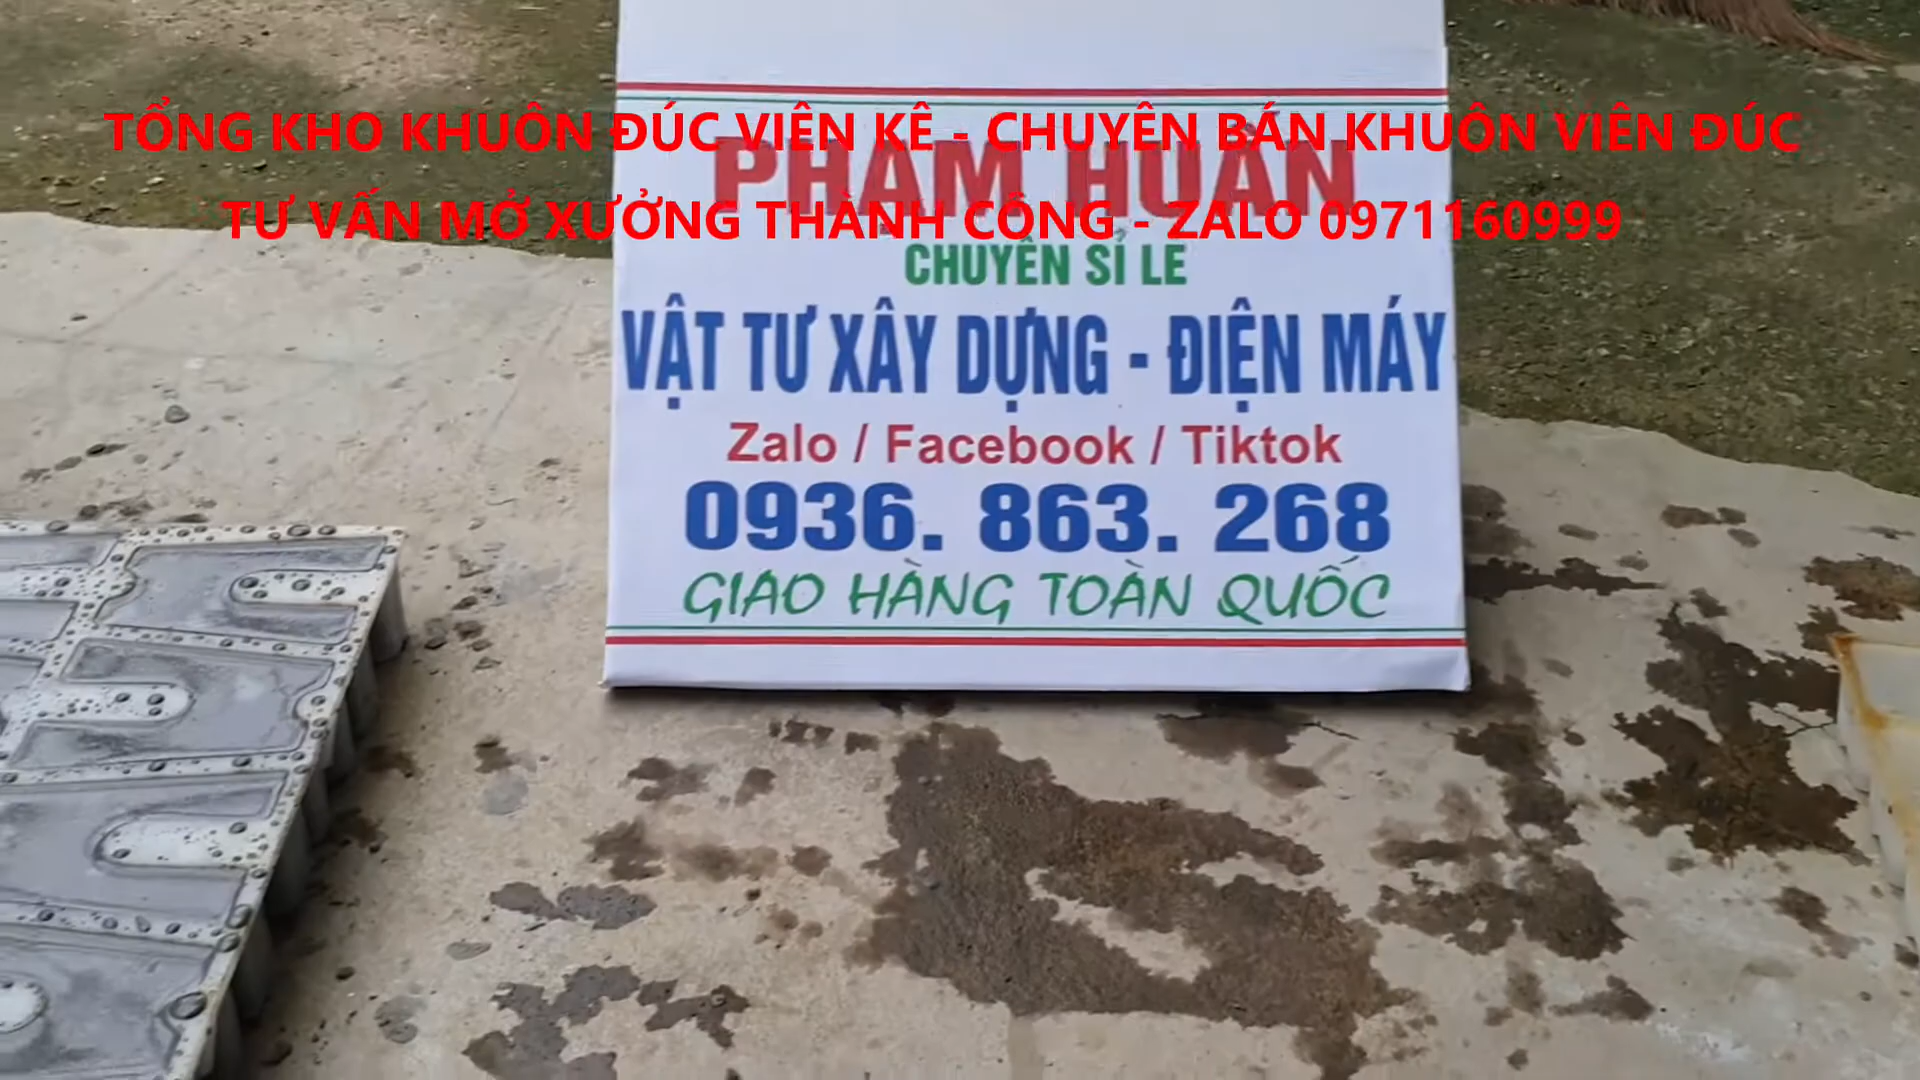 TỔNG KHO KHUÔN ĐÚC VIÊN KÊ - CHUYÊN BÁN KHUÔN VIÊN ĐÚC
PHẠM HUÂN
TƯ VẤN MỞ XƯỞNG THÀNH CÔNG - ZALO 0971160999
CHUYÊN SỈ LẺ
VẬT TƯ XÂY DỰNG - ĐIỆN MÁY
Zalo / Facebook / Tiktok
0936. 863. 268
GIAO HÀNG TOÀN QUỐC